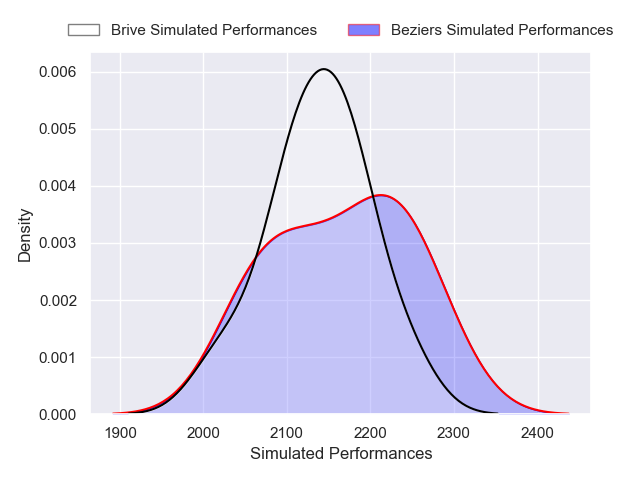 Brive Simulated Performances
Beziers Simulated Performances
0.006
0.005
0.004
0.003
0.002
0.001
0.000
Density
1900 2000 2100 2200 2300 2400
Simulated Performances